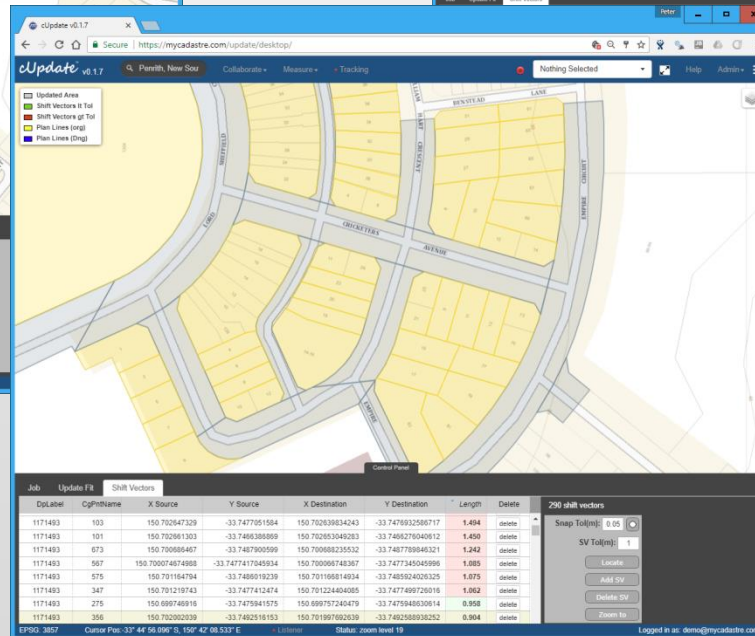 Peter
cUpdate v0.1.7
Secure | https://mycadastre.com/update/desktop/
cUpdate v0.1.7 Penrith, New Sou Collaborate Measure Tracking Nothing Selected Help Admin
Updated Area
Shift Vectors lt Tol
Shift Vectors gt Tol
Plan Lines (org)
Plan Lines (Dng)
BENSTEAD LANE
WILLIAM HART CRESCENT
LORD SHEFFIELD
CRICKETERS AVENUE
EMPIRE CIRCUIT
EMPIRE
Control Panel
Job Update Fit Shift Vectors
DpLabel CgPntName X Source Y Source X Destination Y Destination Length Delete
1171493 103 150.702647329 -33.7477051584 150.702639834243 -33.7476932586717 1.494 delete
1171493 101 150.702661303 -33.7466386869 150.702653049283 -33.7466276040612 1.450 delete
1171493 673 150.700686467 -33.7487900599 150.700688235532 -33.7487789846321 1.242 delete
1171493 567 150.700074674988 -33.7477417045934 150.700066748367 -33.7477345045996 1.085 delete
1171493 575 150.701164794 -33.7486019239 150.701166814934 -33.7485924026325 1.075 delete
1171493 347 150.701219743 -33.7477412474 150.701224404085 -33.7477499726016 1.062 delete
1171493 275 150.699746916 -33.7475941575 150.699757240479 -33.7475948630614 0.958 delete
1171493 356 150.702002039 -33.7492516153 150.701997692639 -33.7492588938252 0.904 delete
290 shift vectors
Snap Tol(m): 0.05
SV Tol(m): 1
Locate
Add SV
Delete SV
Zoom to
EPSG: 3857 Cursor Pos:-33° 44' 56.096" S, 150° 42' 08.533" E Listener Status: zoom level 19 Logged in as: demo@mycadastre.co